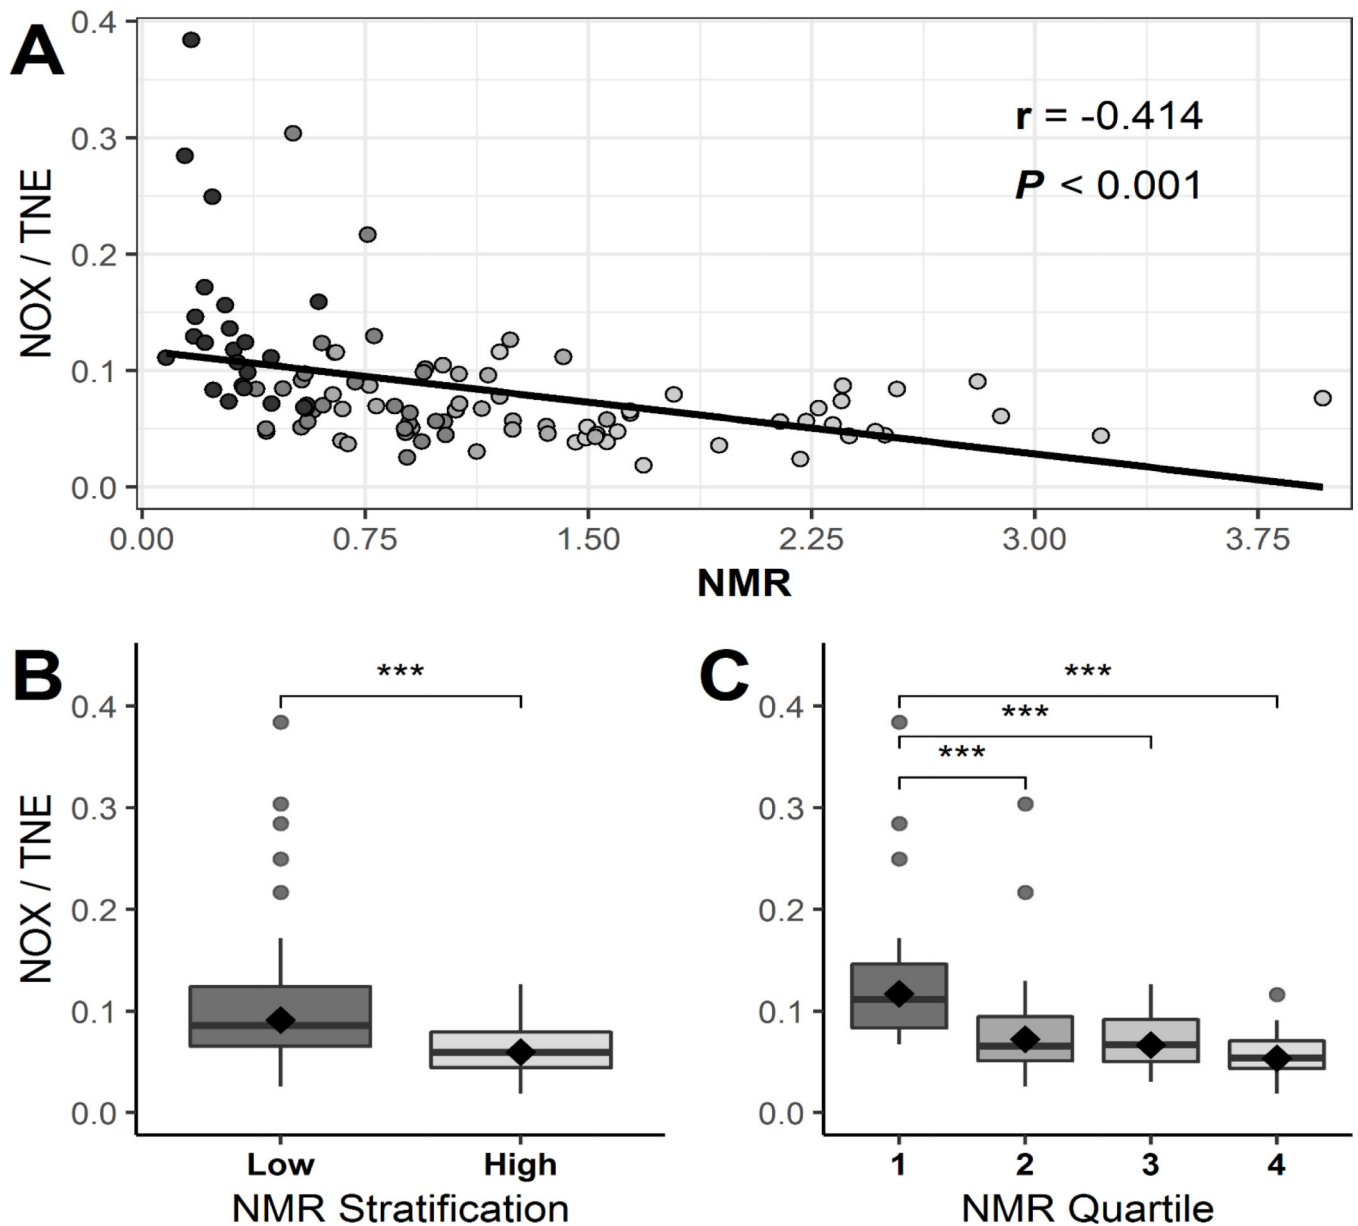 A
0.4
0.3
0.2
0.1
0.0
NOX / TNE
r = -0.414
P < 0.001
0.00 0.75 1.50 2.25 3.00 3.75
NMR
B
***
0.4
0.3
0.2
0.1
0.0
NOX / TNE
Low High
NMR Stratification
C
***
***
***
0.4
0.3
0.2
0.1
0.0
1 2 3 4
NMR Quartile